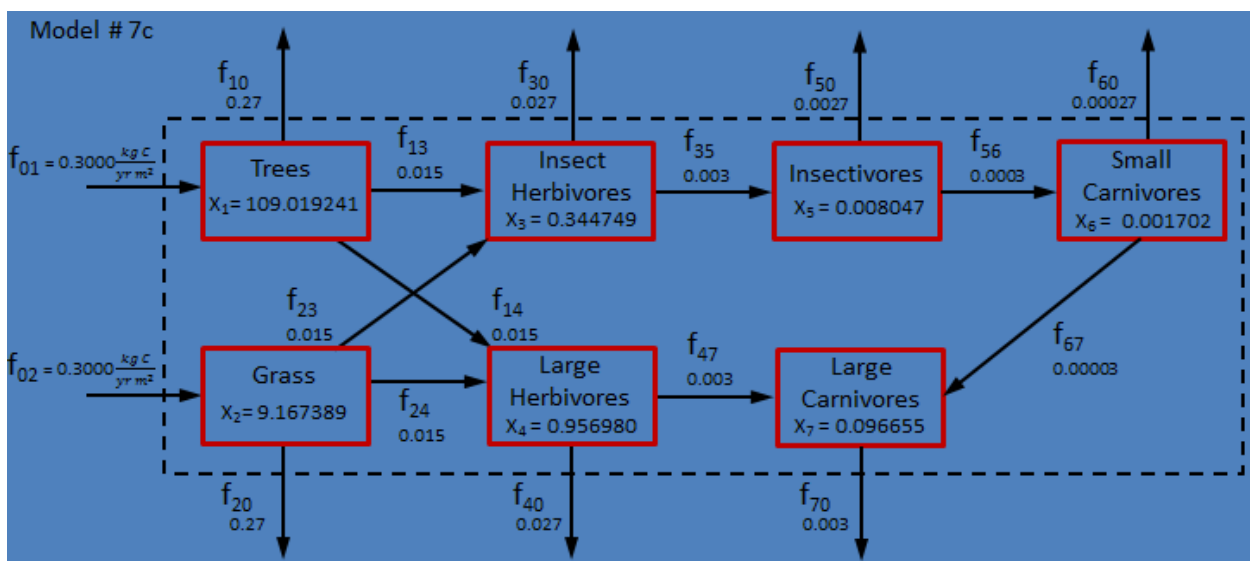 Model # 7c
f10
0.27
f30
0.027
f50
0.0027
f60
0.00027
f01 = 0.3000 kg C / yr m²
Trees
X1= 109.019241
f13
0.015
Insect
Herbivores
X3 = 0.344749
f35
0.003
Insectivores
X5 = 0.008047
f56
0.0003
Small
Carnivores
X6 = 0.001702
f23
0.015
f14
0.015
f67
0.00003
f02 = 0.3000 kg C / yr m²
Grass
X2= 9.167389
f24
0.015
Large
Herbivores
X4 = 0.956980
f47
0.003
Large
Carnivores
X7 = 0.096655
f20
0.27
f40
0.027
f70
0.003